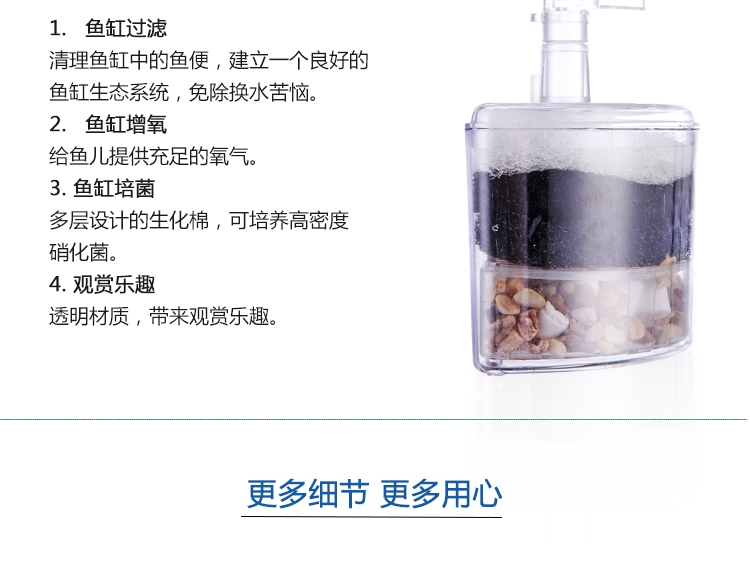 1. 鱼缸过滤
清理鱼缸中的鱼便，建立一个良好的
鱼缸生态系统，免除换水苦恼。
2. 鱼缸增氧
给鱼儿提供充足的氧气。
3. 鱼缸培菌
多层设计的生化棉，可培养高密度
硝化菌。
4. 观赏乐趣
透明材质，带来观赏乐趣。
更多细节 更多用心